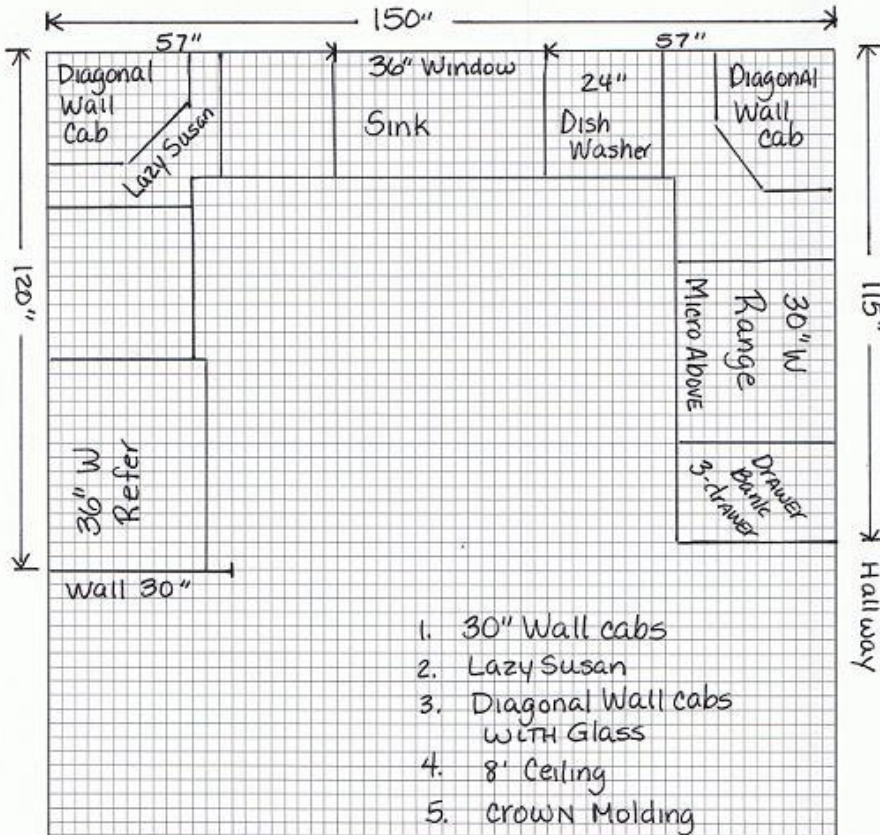 150"
57"
57"
Diagonal
Wall
Cab
Lazy Susan
36" Window
Sink
24"
Dish
Washer
Diagonal
Wall
cab
120"
115"
30" W
Range
Micro Above
36" W
Refer
Drawer
Bank
3-drawer
Wall 30"
Hallway
1. 30" Wall cabs
2. Lazy Susan
3. Diagonal Wall cabs
WITH Glass
4. 8' Ceiling
5. CROWN Molding